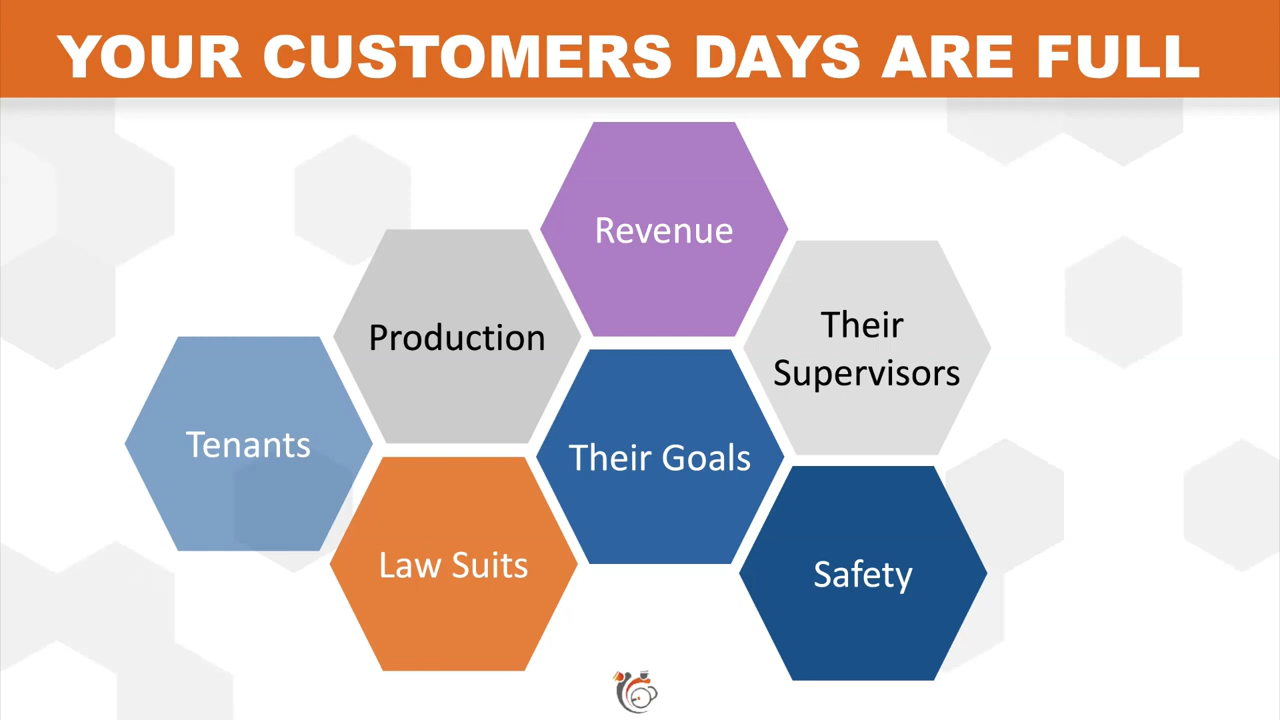 YOUR CUSTOMERS DAYS ARE FULL
Revenue
Production
Their
Supervisors
Tenants
Their Goals
Law Suits
Safety